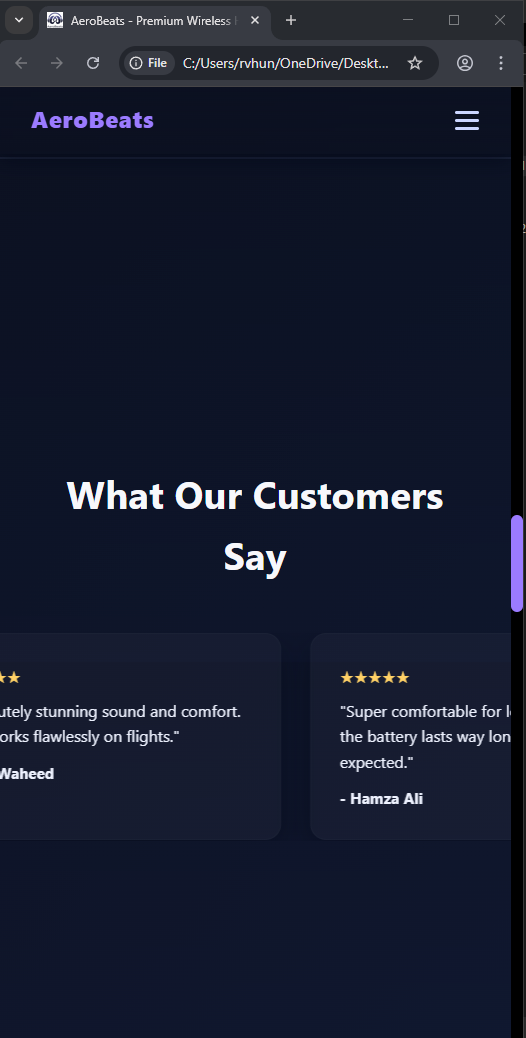 AeroBeats - Premium Wireless
File
C:/Users/rvhun/OneDrive/Deskt...
AeroBeats
What Our Customers
Say
★★
utely stunning sound and comfort.
orks flawlessly on flights."
Waheed
★★★★★
"Super comfortable for l
the battery lasts way lon
expected."
- Hamza Ali